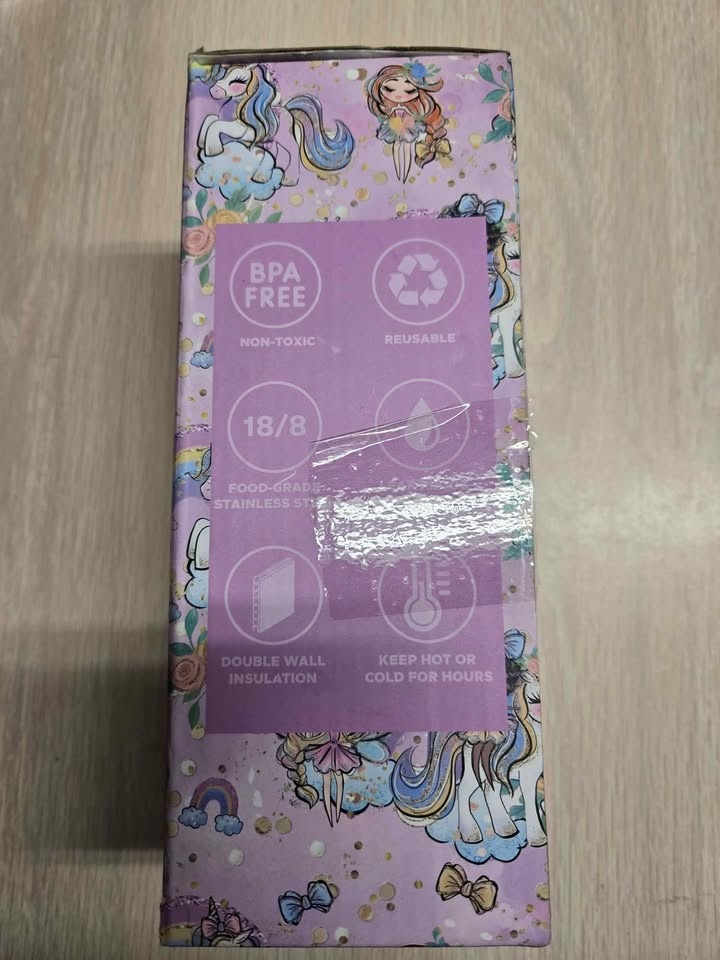 BPA
FREE
NON-TOXIC
REUSABLE
18/8
FOOD-GRADE
STAINLESS
DOUBLE WALL
INSULATION
KEEP HOT OR
COLD FOR HOURS